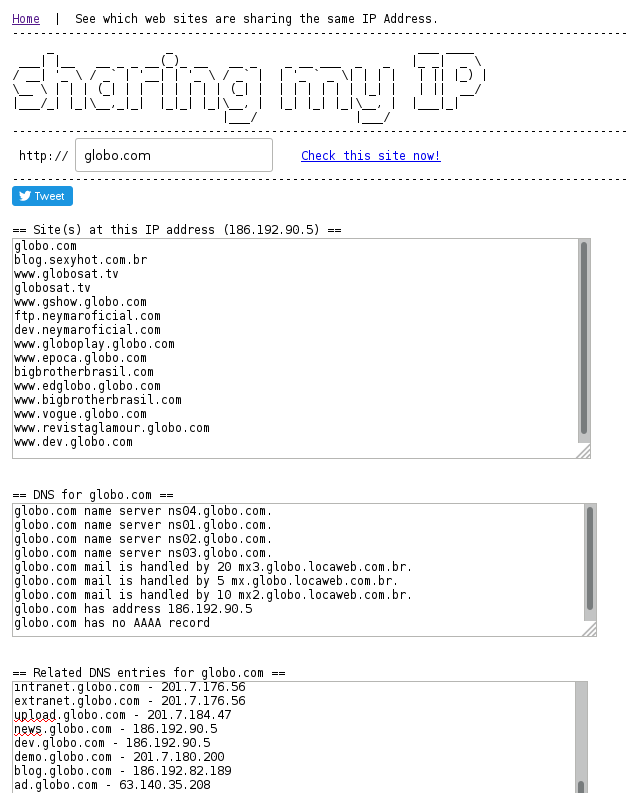 Home | See which web sites are sharing the same IP Address.
sharing my IP
http:// globo.com Check this site now!
Tweet
== Site(s) at this IP address (186.192.90.5) ==
globo.com
blog.sexyhot.com.br
www.globosat.tv
globosat.tv
www.gshow.globo.com
ftp.neymaroficial.com
dev.neymaroficial.com
www.globoplay.globo.com
www.epoca.globo.com
bigbrotherbrasil.com
www.edglobo.globo.com
www.bigbrotherbrasil.com
www.vogue.globo.com
www.revistaglamour.globo.com
www.dev.globo.com
== DNS for globo.com ==
globo.com name server ns04.globo.com.
globo.com name server ns01.globo.com.
globo.com name server ns02.globo.com.
globo.com name server ns03.globo.com.
globo.com mail is handled by 20 mx3.globo.locaweb.com.br.
globo.com mail is handled by 5 mx.globo.locaweb.com.br.
globo.com mail is handled by 10 mx2.globo.locaweb.com.br.
globo.com has address 186.192.90.5
globo.com has no AAAA record
== Related DNS entries for globo.com ==
intranet.globo.com - 201.7.176.56
extranet.globo.com - 201.7.176.56
upload.globo.com - 201.7.184.47
news.globo.com - 186.192.90.5
dev.globo.com - 186.192.90.5
demo.globo.com - 201.7.180.200
blog.globo.com - 186.192.82.189
ad.globo.com - 63.140.35.208